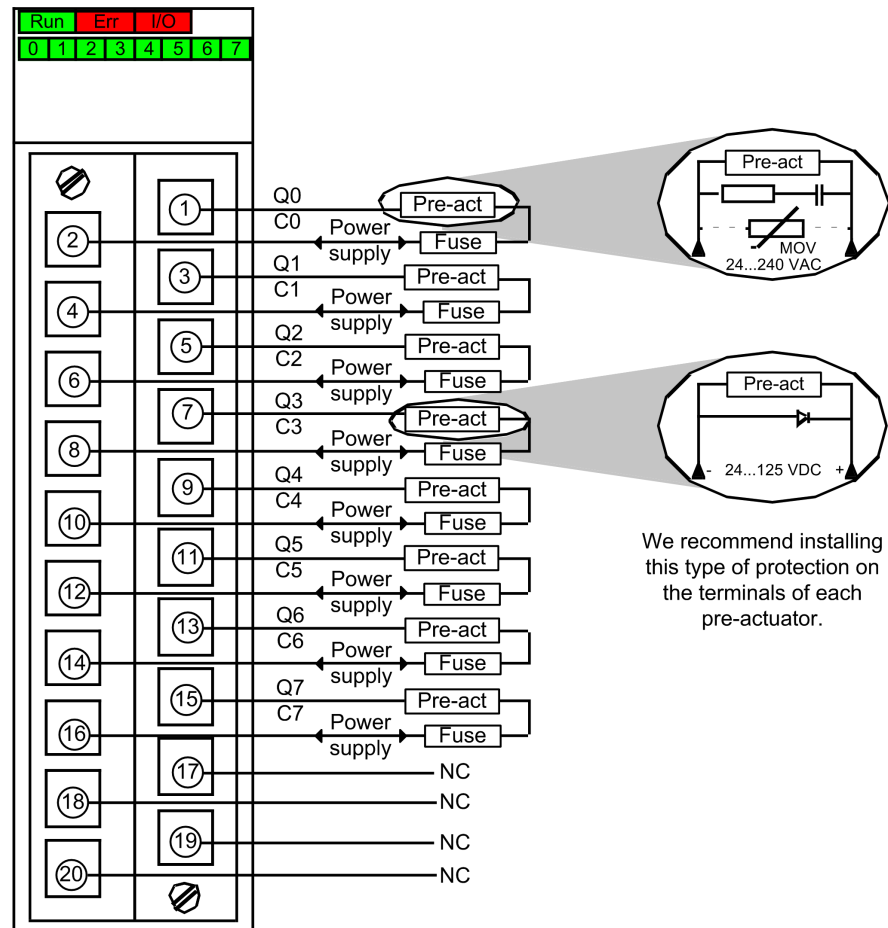 Run Err I/O
0 1 2 3 4 5 6 7
1
Q0
Pre-act
2
C0
Power supply
Fuse
3
Q1
Pre-act
4
C1
Power supply
Fuse
5
Q2
Pre-act
6
C2
Power supply
Fuse
7
Q3
Pre-act
8
C3
Power supply
Fuse
9
Q4
Pre-act
10
C4
Power supply
Fuse
11
Q5
Pre-act
12
C5
Power supply
Fuse
13
Q6
Pre-act
14
C6
Power supply
Fuse
15
Q7
Pre-act
16
C7
Power supply
Fuse
17
NC
18
NC
19
NC
20
NC
Pre-act
MOV
24...240 VAC
Pre-act
- 24...125 VDC +
We recommend installing
this type of protection on
the terminals of each
pre-actuator.